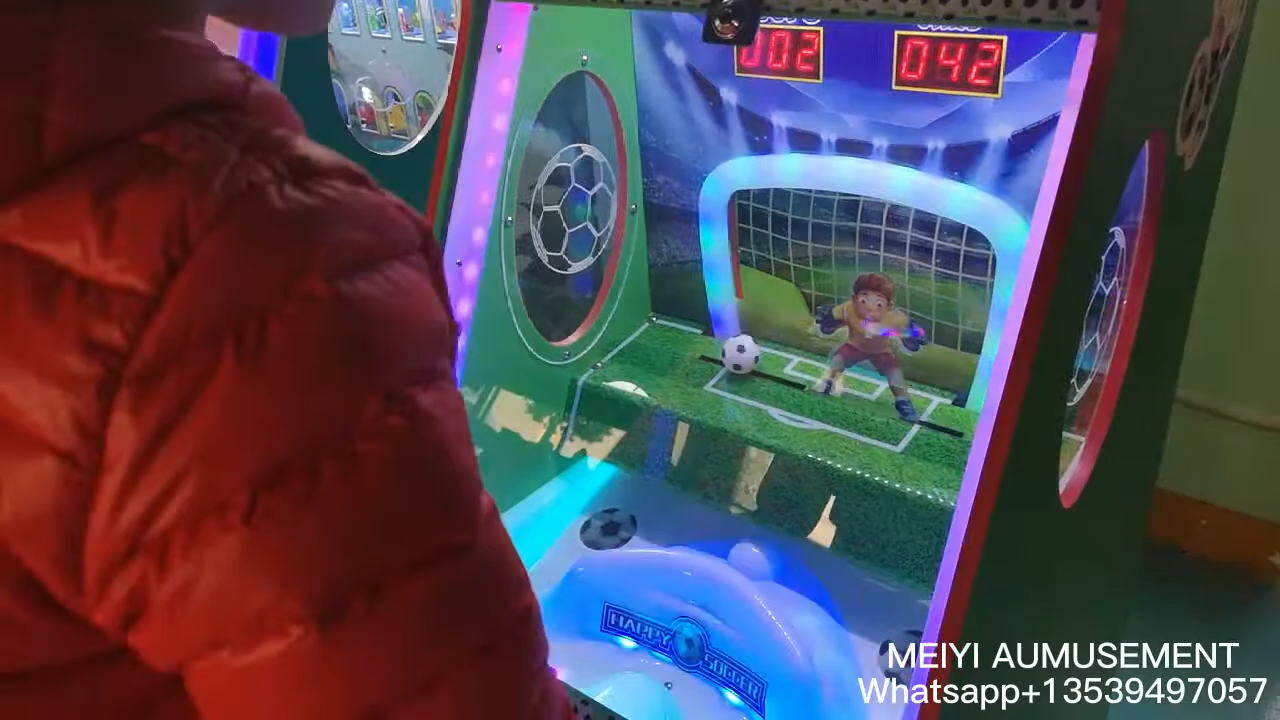 002
042
HAPPY SOCCER
MEIYI AUMUSEMENT
Whatsapp+13539497057